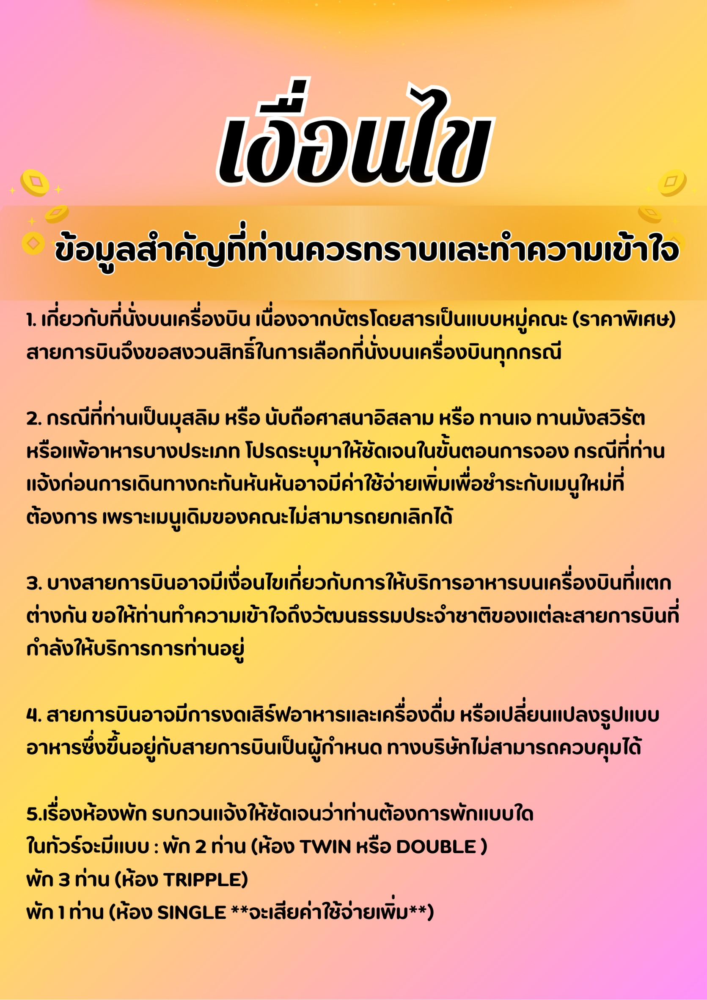 เงื่อนไข
ข้อมูลสำคัญที่ท่านควรทราบและทำความเข้าใจ
1. เกี่ยวกับที่นั่งบนเครื่องบิน เนื่องจากบัตรโดยสารเป็นแบบหมู่คณะ (ราคาพิเศษ)
สายการบินจึงขอสงวนสิทธิ์ในการเลือกที่นั่งบนเครื่องบินทุกกรณี
2. กรณีที่ท่านเป็นมุสลิม หรือ นับถือศาสนาอิสลาม หรือ ทานเจ ทานมังสวิรัต
หรือแพ้อาหารบางประเภท โปรดระบุมาให้ชัดเจนในขั้นตอนการจอง กรณีที่ท่าน
แจ้งก่อนการเดินทางกะทันหันหันอาจมีค่าใช้จ่ายเพิ่มเพื่อชำระกับเมนูใหม่ที่
ต้องการ เพราะเมนูเดิมของคณะไม่สามารถยกเลิกได้
3. บางสายการบินอาจมีเงื่อนไขเกี่ยวกับการให้บริการอาหารบนเครื่องบินที่แตก
ต่างกัน ขอให้ท่านทำความเข้าใจถึงวัฒนธรรมประจำชาติของแต่ละสายการบินที่
กำลังให้บริการการท่านอยู่
4. สายการบินอาจมีการงดเสิร์ฟอาหารและเครื่องดื่ม หรือเปลี่ยนแปลงรูปแบบ
อาหารซึ่งขึ้นอยู่กับสายการบินเป็นผู้กำหนด ทางบริษัทไม่สามารถควบคุมได้
5.เรื่องห้องพัก รบกวนแจ้งให้ชัดเจนว่าท่านต้องการพักแบบใด
ในทัวร์จะมีแบบ : พัก 2 ท่าน (ห้อง TWIN หรือ DOUBLE )
พัก 3 ท่าน (ห้อง TRIPPLE)
พัก 1 ท่าน (ห้อง SINGLE **จะเสียค่าใช้จ่ายเพิ่ม**)